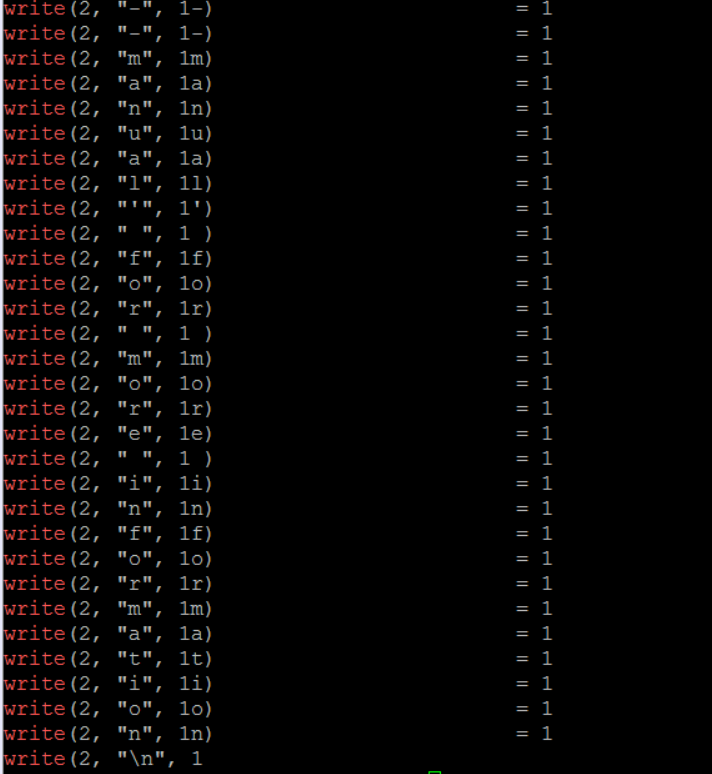 write(2, "-", 1-) = 1
write(2, "-", 1-) = 1
write(2, "m", 1m) = 1
write(2, "a", 1a) = 1
write(2, "n", 1n) = 1
write(2, "u", 1u) = 1
write(2, "a", 1a) = 1
write(2, "l", 1l) = 1
write(2, "'", 1') = 1
write(2, " ", 1 ) = 1
write(2, "f", 1f) = 1
write(2, "o", 1o) = 1
write(2, "r", 1r) = 1
write(2, " ", 1 ) = 1
write(2, "m", 1m) = 1
write(2, "o", 1o) = 1
write(2, "r", 1r) = 1
write(2, "e", 1e) = 1
write(2, " ", 1 ) = 1
write(2, "i", 1i) = 1
write(2, "n", 1n) = 1
write(2, "f", 1f) = 1
write(2, "o", 1o) = 1
write(2, "r", 1r) = 1
write(2, "m", 1m) = 1
write(2, "a", 1a) = 1
write(2, "t", 1t) = 1
write(2, "i", 1i) = 1
write(2, "o", 1o) = 1
write(2, "n", 1n) = 1
write(2, "\n", 1